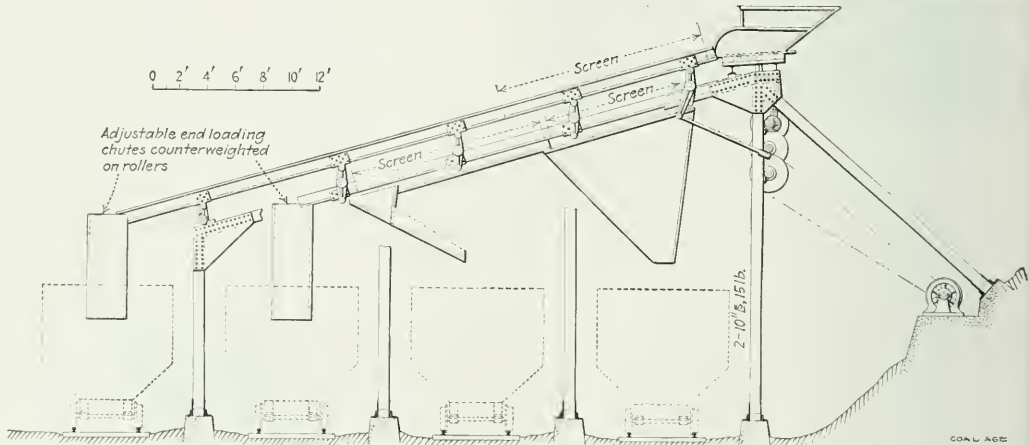 Screen
0 2' 4' 6' 8' 10' 12'
Screen
Adjustable end loading
chutes counterweighted
on rollers
Screen
2-10"⌶s, 15 lb.
COAL AGE